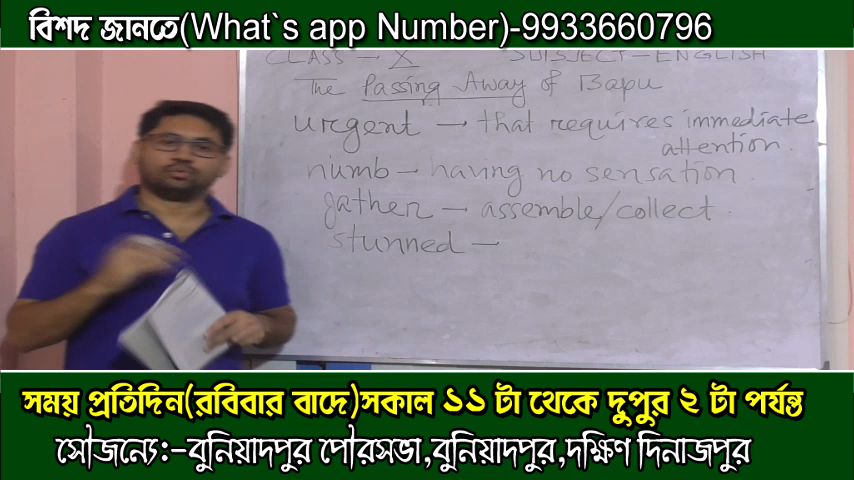 বিশদ জানতে(What`s app Number)-9933660796
CLASS - X SUBJECT - ENGLISH
The Passing Away of Bapu
urgent → that requires immediate
attention.
numb - having no sensation.
gather - assemble/collect.
stunned -
সময় প্রতিদিন(রবিবার বাদে)সকাল ১১ টা থেকে দুপুর ২ টা পর্যন্ত
সৌজন্যে:-বুনিয়াদপুর পৌরসভা,বুনিয়াদপুর,দক্ষিণ দিনাজপুর